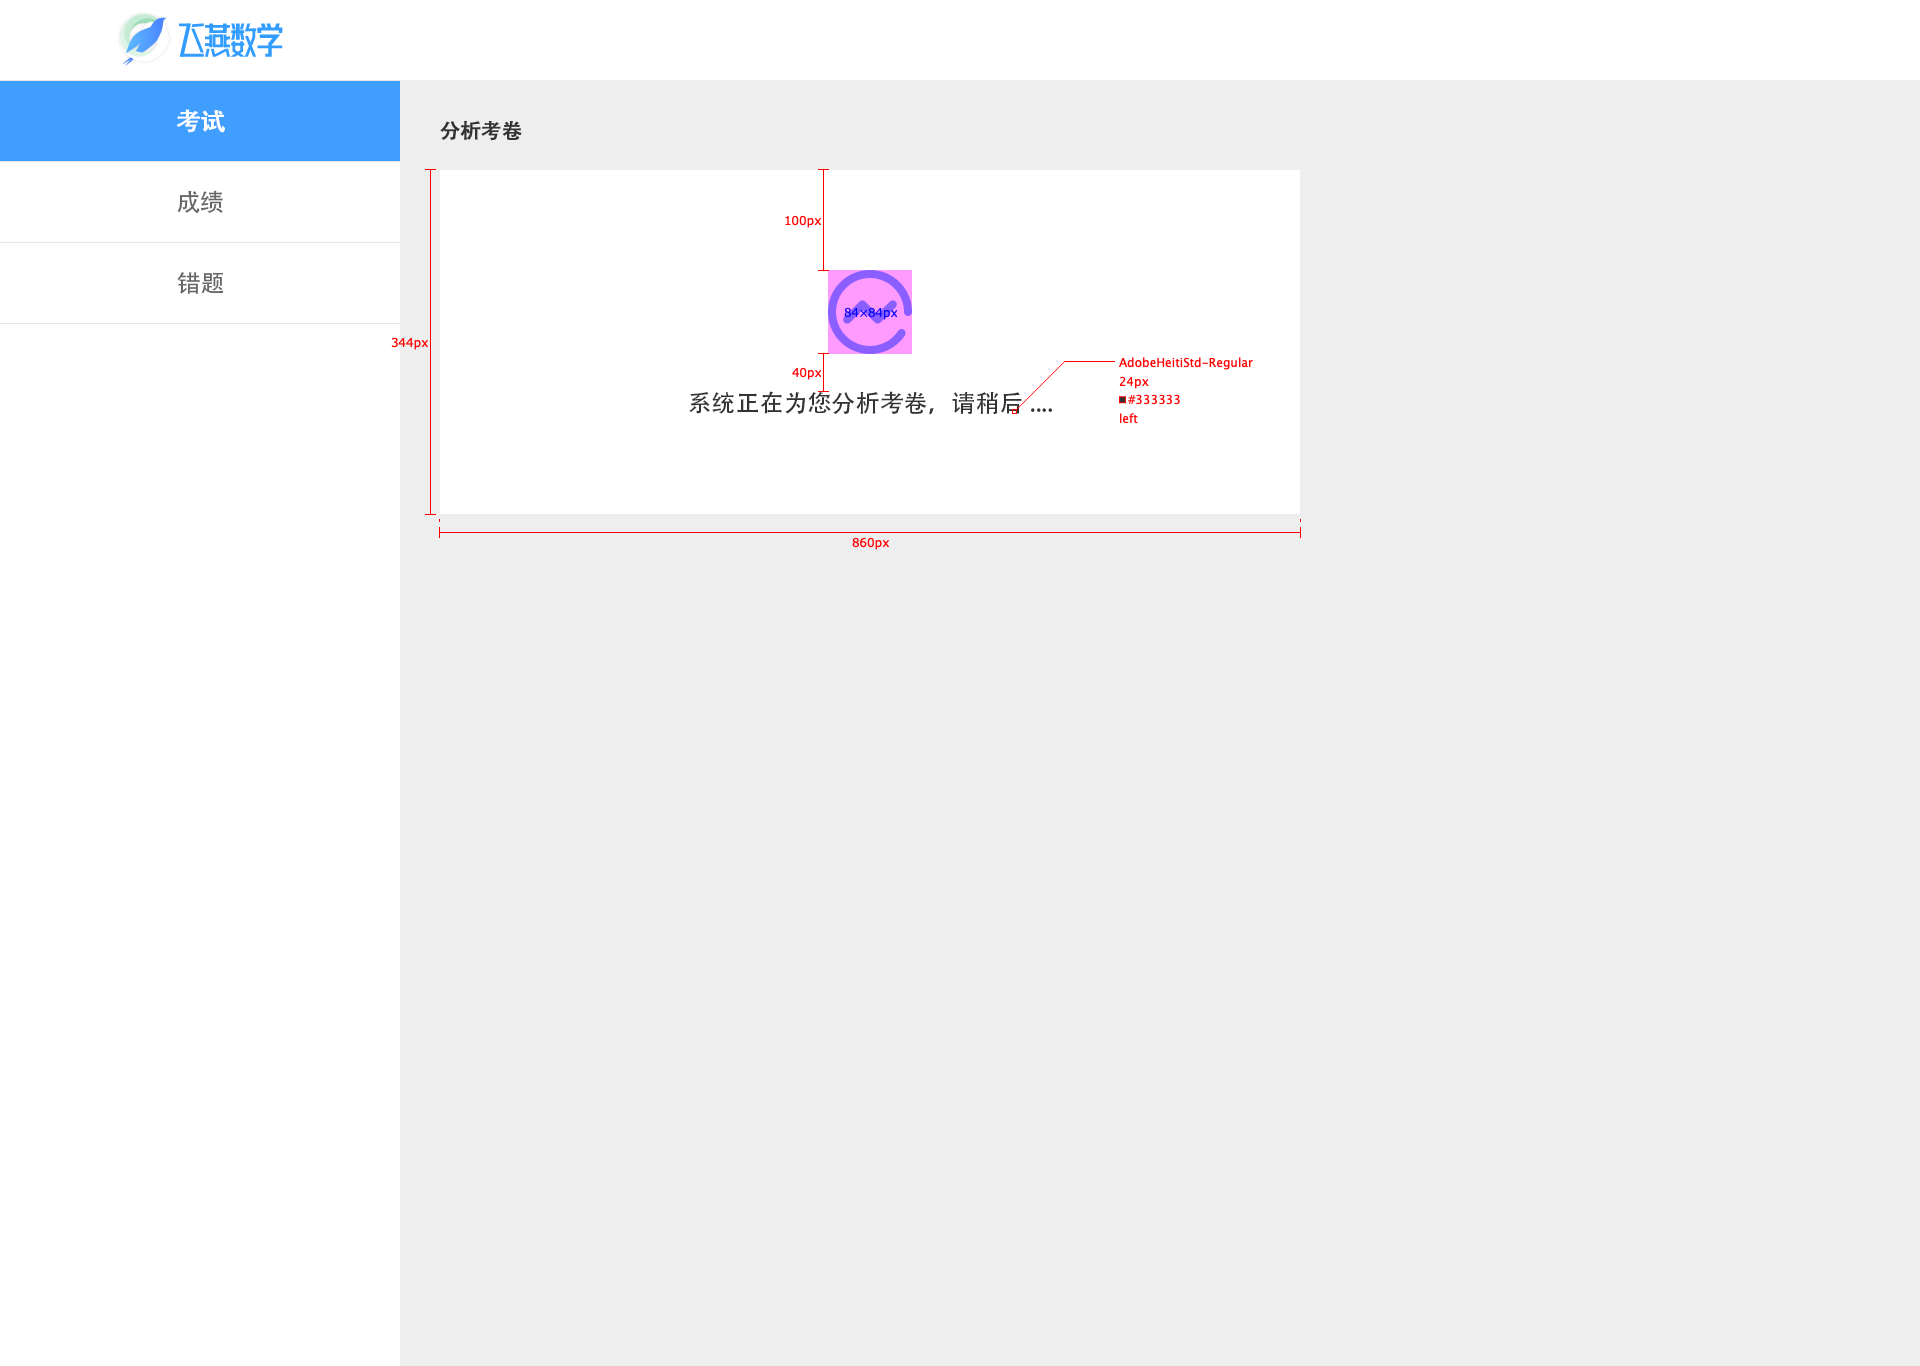 飞燕数学
考试
成绩
错题
分析考卷
100px
84×84px
344px
40px
系统正在为您分析考卷，请稍后 ....
AdobeHeitiStd-Regular
24px
#333333
left
860px